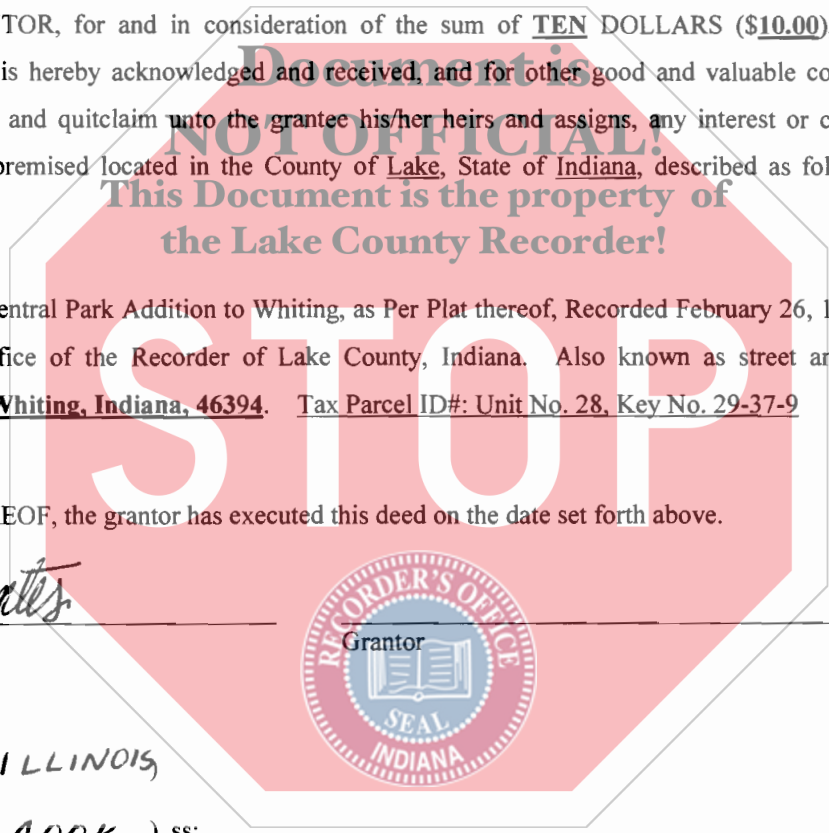 TOR, for and in consideration of the sum of TEN DOLLARS ($10.00)
is hereby acknowledged and received, and for other good and valuable co
and quitclaim unto the grantee his/her heirs and assigns, any interest or c
premised located in the County of Lake, State of Indiana, described as fol
Document is
NOT OFFICIAL!
This Document is the property of
the Lake County Recorder!
entral Park Addition to Whiting, as Per Plat thereof, Recorded February 26, 1
fice of the Recorder of Lake County, Indiana. Also known as street a
Whiting, Indiana, 46394. Tax Parcel ID#: Unit No. 28, Key No. 29-37-9
STOP
EOF, the grantor has executed this deed on the date set forth above.
Grantor
RECORDER'S OFFICE
SEAL
INDIANA
ILLINOIS
COOK ) ss: